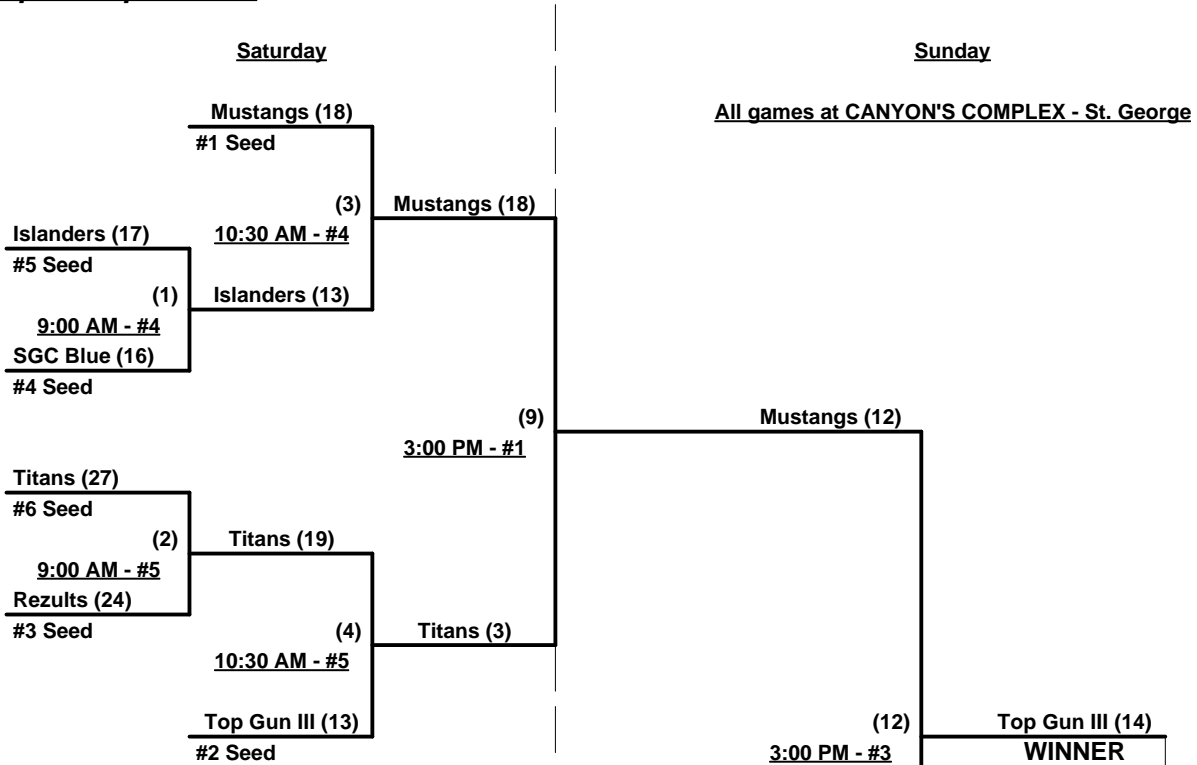 Saturday
Sunday
Mustangs (18)
All games at CANYON'S COMPLEX - St. George
#1 Seed
(3)
Mustangs (18)
Islanders (17)
10:30 AM - #4
#5 Seed
(1)
Islanders (13)
9:00 AM - #4
SGC Blue (16)
#4 Seed
(9)
Mustangs (12)
3:00 PM - #1
Titans (27)
#6 Seed
(2)
Titans (19)
9:00 AM - #5
Rezults (24)
#3 Seed
(4)
Titans (3)
10:30 AM - #5
Top Gun III (13)
(12)
Top Gun III (14)
#2 Seed
3:00 PM - #3
WINNER